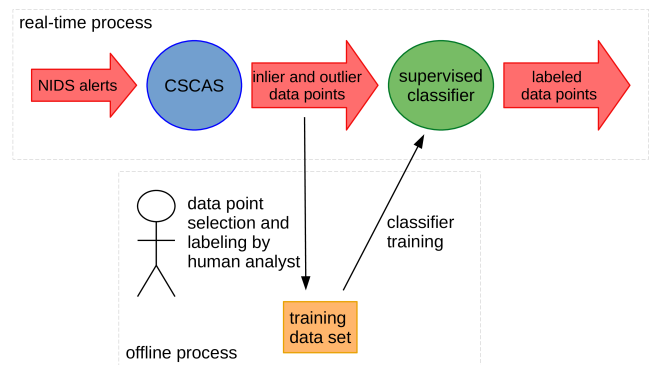 real-time process
NIDS alerts
CSCAS
inlier and outlier
data points
supervised
classifier
labeled
data points
data point
selection and
labeling by
human analyst
classifier
training
training
data set
offline process